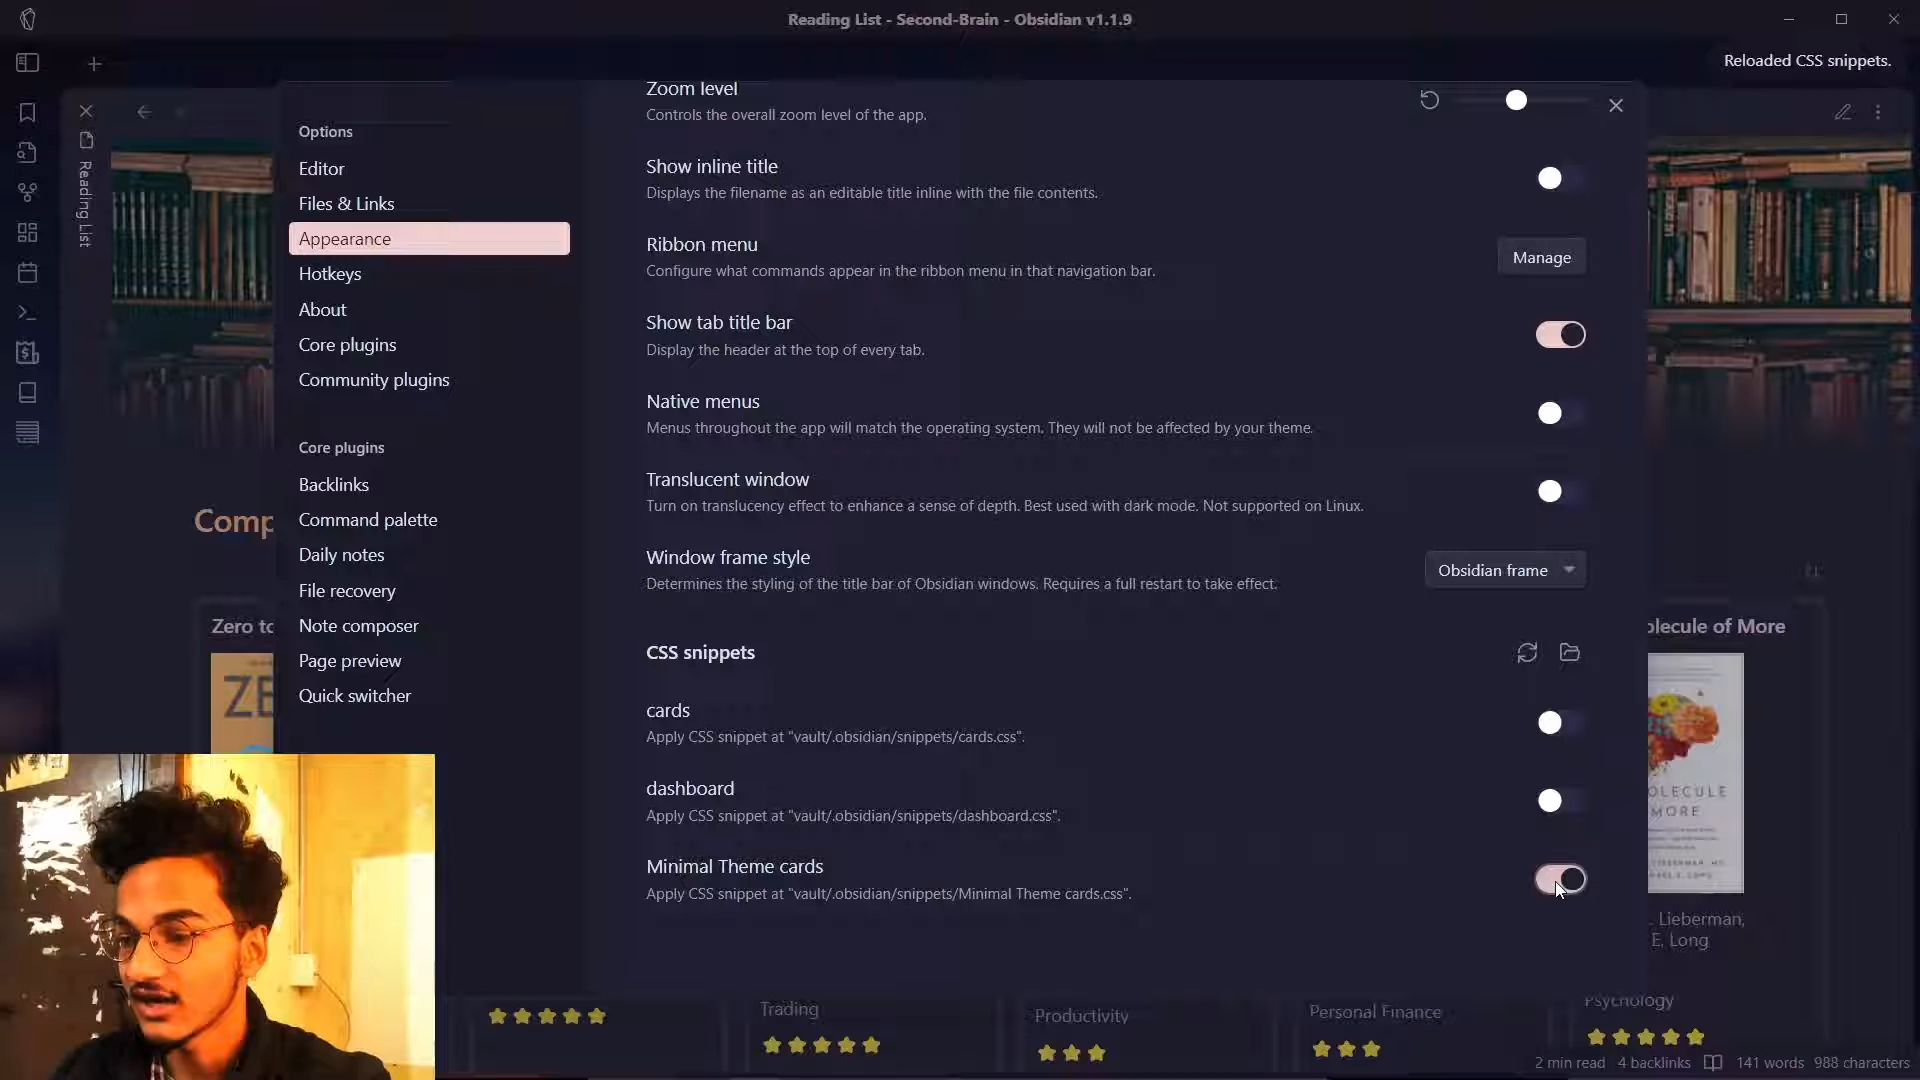 Reading List - Second-Brain - Obsidian v1.1.9
Reloaded CSS snippets.
Reading List
Options
Editor
Files & Links
Appearance
Hotkeys
About
Core plugins
Community plugins
Core plugins
Backlinks
Command palette
Daily notes
File recovery
Note composer
Page preview
Quick switcher
Zoom level
Controls the overall zoom level of the app.
Show inline title
Displays the filename as an editable title inline with the file contents.
Ribbon menu
Configure what commands appear in the ribbon menu in that navigation bar.
Manage
Show tab title bar
Display the header at the top of every tab.
Native menus
Menus throughout the app will match the operating system. They will not be affected by your theme.
Translucent window
Turn on translucency effect to enhance a sense of depth. Best used with dark mode. Not supported on Linux.
Window frame style
Determines the styling of the title bar of Obsidian windows. Requires a full restart to take effect.
Obsidian frame
CSS snippets
cards
Apply CSS snippet at "vault/.obsidian/snippets/cards.css".
dashboard
Apply CSS snippet at "vault/.obsidian/snippets/dashboard.css".
Minimal Theme cards
Apply CSS snippet at "vault/.obsidian/snippets/Minimal Theme cards.css".
Comp
Zero to
ZE
olecule of More
OLECULE
MORE
. Lieberman,
E. Long
Trading
Productivity
Personal Finance
Psychology
2 min read 4 backlinks 141 words 988 characters